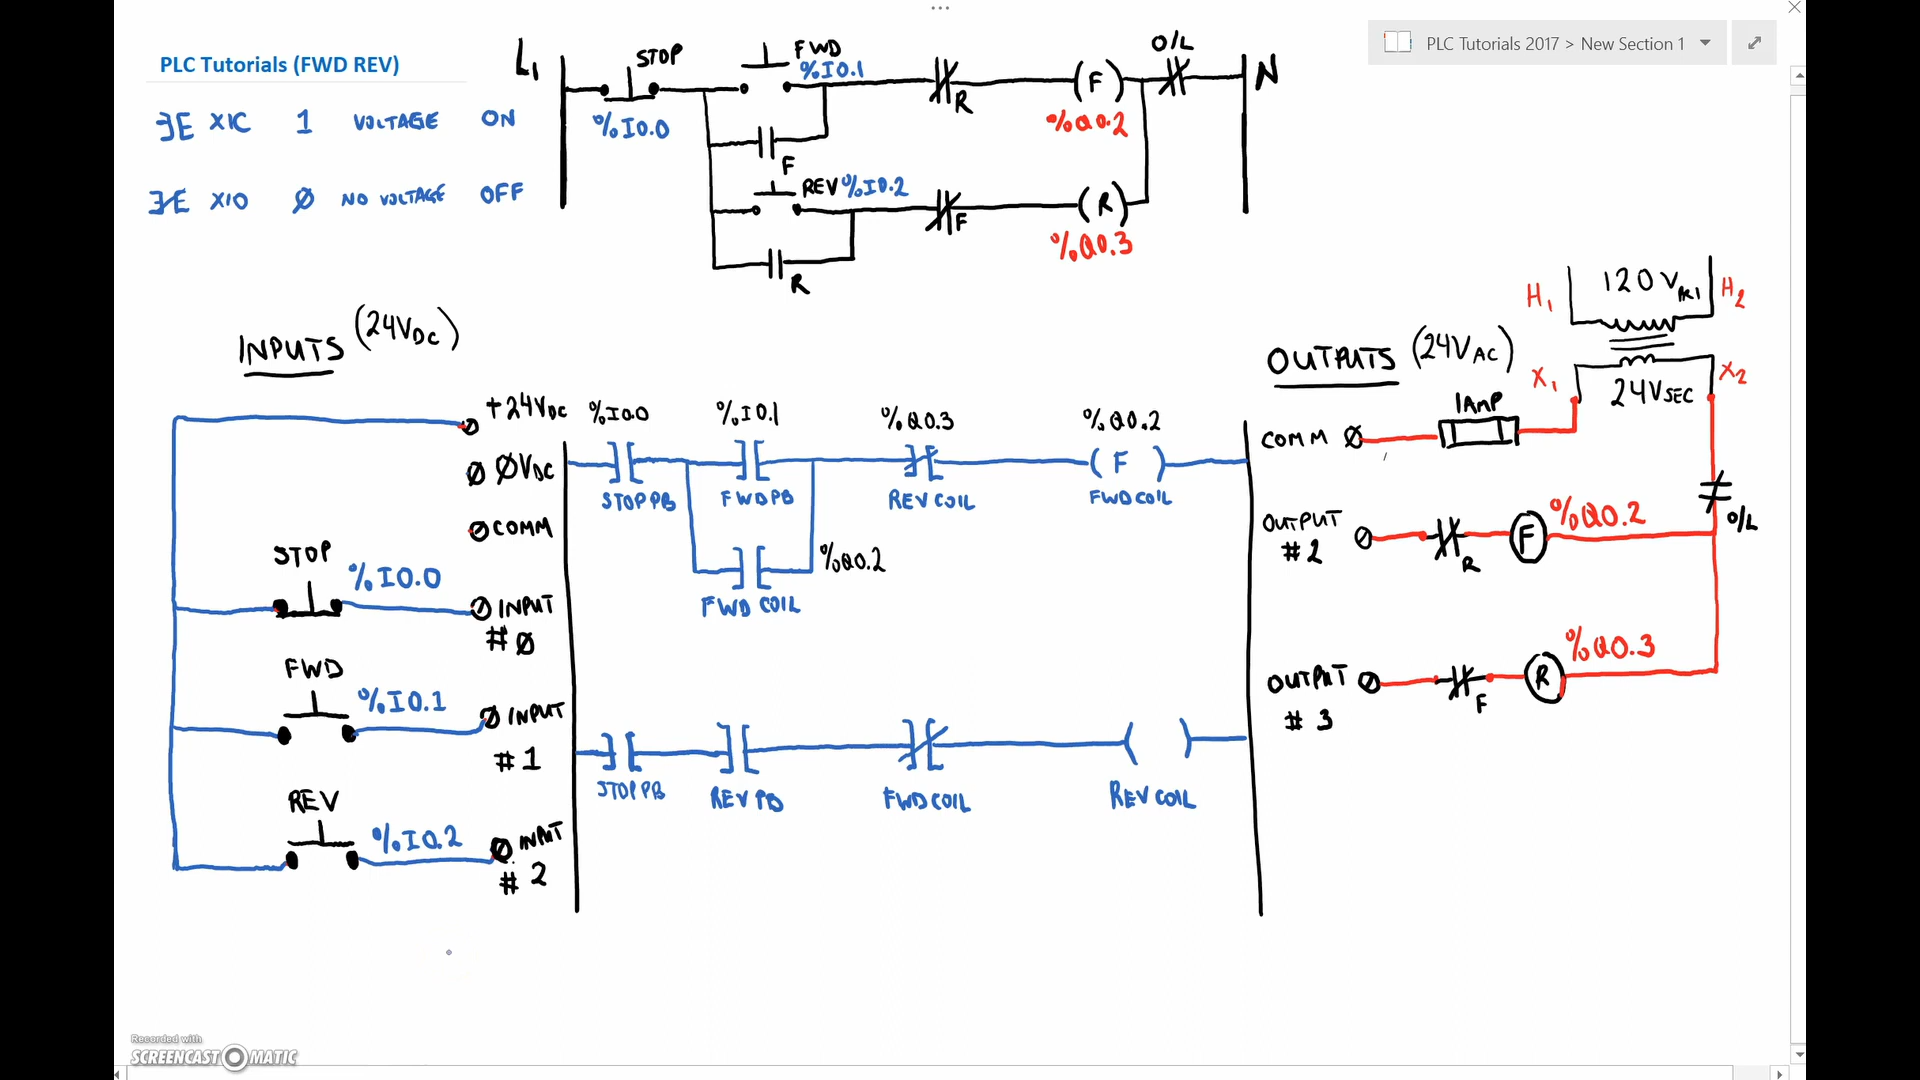 PLC Tutorials (FWD REV)
PLC Tutorials 2017 > New Section 1
XIC 1 VOLTAGE ON
XIO Ø NO VOLTAGE OFF
L1 STOP FWD O/L N
%I0.1
%I0.0
R
(F)
%Q0.2
F
REV %I0.2
F
(R)
%Q0.3
R
INPUTS (24VDC)
+24VDC
ØVDC
COMM
STOP
%I0.0
INPUT
#Ø
FWD
%I0.1
INPUT
#1
REV
%I0.2
INPUT
# 2
%I0.0 %I0.1 %Q0.3 %Q0.2
( F )
STOP PB FWD PB REV COIL FWD COIL
%Q0.2
FWD COIL
STOP PB REV PB FWD COIL REV COIL
OUTPUTS (24VAC)
H1 120V H2
X1 24VSEC X2
1AMP
COMM
O/L
OUTPUT
#2
R
F
%Q0.2
OUTPUT
# 3
F
R
%Q0.3
Recorded with
SCREENCAST-O-MATIC